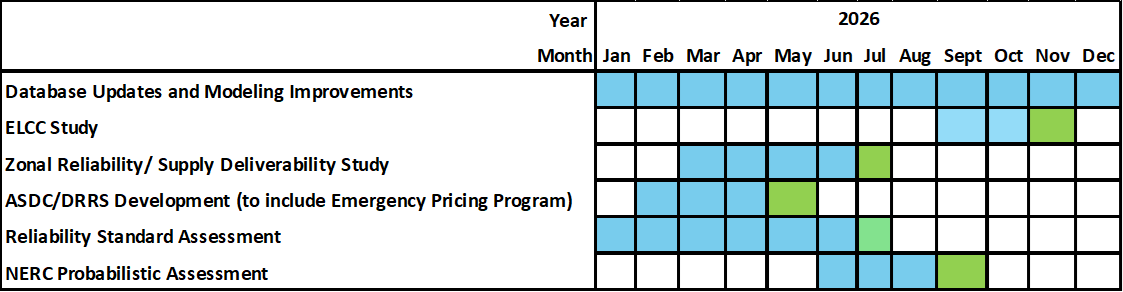 Year 2026
Month Jan Feb Mar Apr May Jun Jul Aug Sept Oct Nov Dec
Database Updates and Modeling Improvements
ELCC Study
Zonal Reliability/ Supply Deliverability Study
ASDC/DRRS Development (to include Emergency Pricing Program)
Reliability Standard Assessment
NERC Probabilistic Assessment